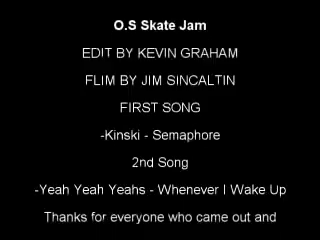 O.S Skate Jam
EDIT BY KEVIN GRAHAM
FLIM BY JIM SINCALTIN
FIRST SONG
-Kinski - Semaphore
2nd Song
-Yeah Yeah Yeahs - Whenever I Wake Up
Thanks for everyone who came out and